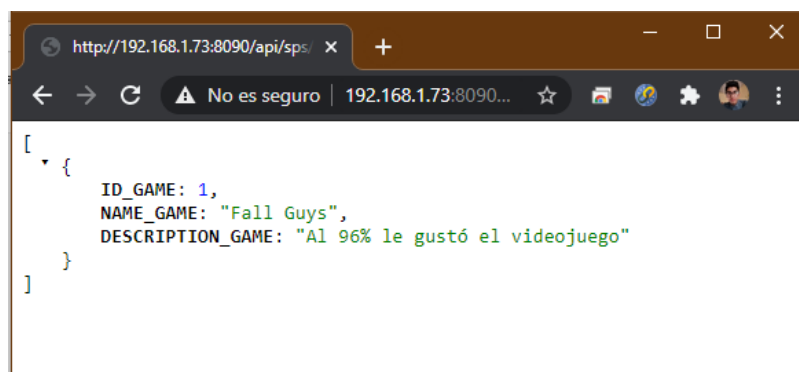 http://192.168.1.73:8090/api/sps/
No es seguro | 192.168.1.73:8090...
[
{
ID_GAME: 1,
NAME_GAME: "Fall Guys",
DESCRIPTION_GAME: "Al 96% le gustó el videojuego"
}
]